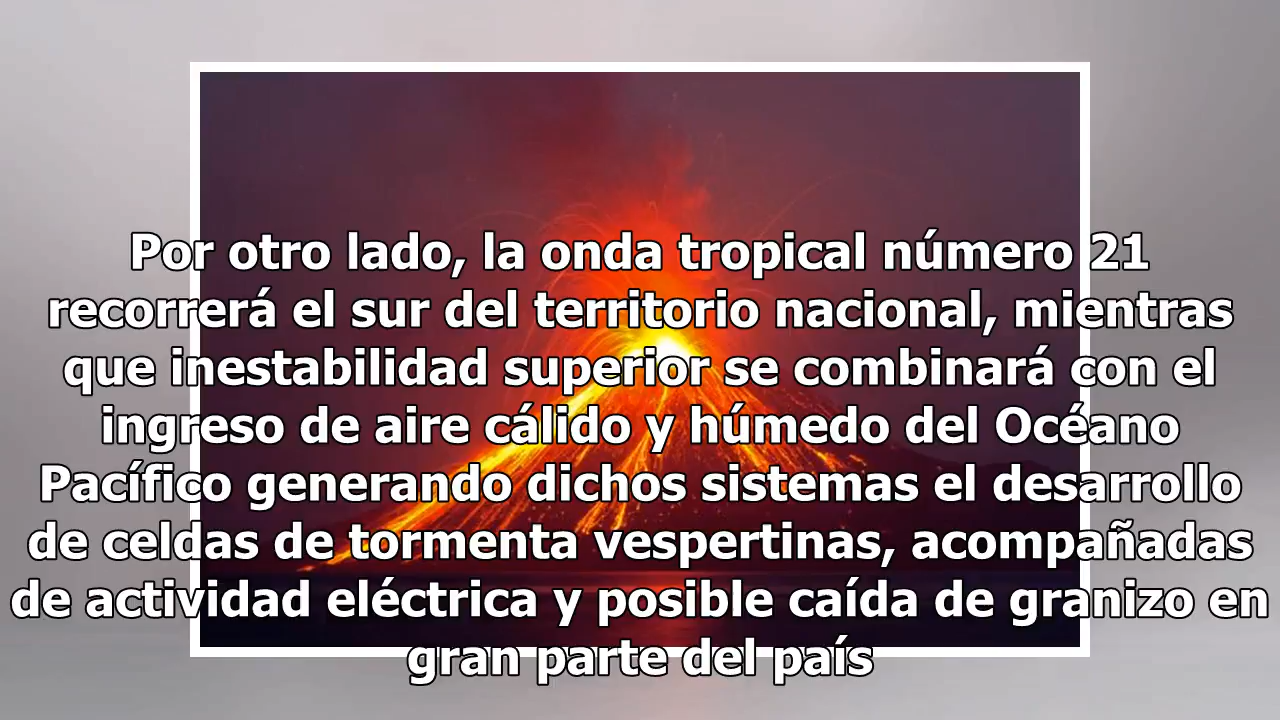 Por otro lado, la onda tropical número 21
recorrerá el sur del territorio nacional, mientras
que inestabilidad superior se combinará con el
ingreso de aire cálido y húmedo del Océano
Pacífico generando dichos sistemas el desarrollo
de celdas de tormenta vespertinas, acompañadas
de actividad eléctrica y posible caída de granizo en
gran parte del país